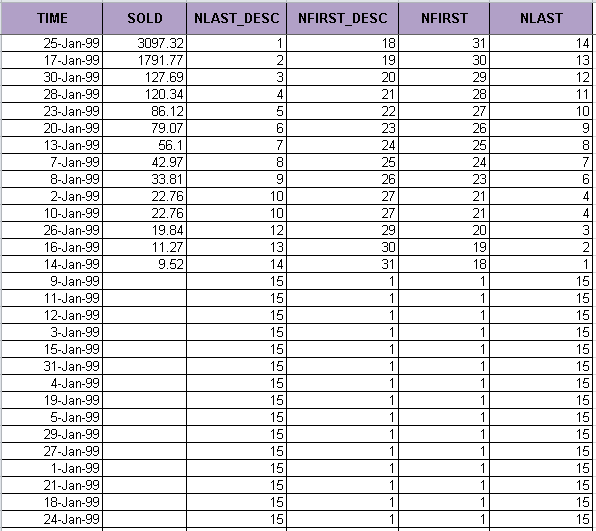 TIME SOLD NLAST_DESC NFIRST_DESC NFIRST NLAST
25-Jan-99 3097.32 1 18 31 14
17-Jan-99 1791.77 2 19 30 13
30-Jan-99 127.69 3 20 29 12
28-Jan-99 120.34 4 21 28 11
23-Jan-99 86.12 5 22 27 10
20-Jan-99 79.07 6 23 26 9
13-Jan-99 56.1 7 24 25 8
7-Jan-99 42.97 8 25 24 7
8-Jan-99 33.81 9 26 23 6
2-Jan-99 22.76 10 27 21 4
10-Jan-99 22.76 10 27 21 4
26-Jan-99 19.84 12 29 20 3
16-Jan-99 11.27 13 30 19 2
14-Jan-99 9.52 14 31 18 1
9-Jan-99 15 1 1 15
11-Jan-99 15 1 1 15
12-Jan-99 15 1 1 15
3-Jan-99 15 1 1 15
15-Jan-99 15 1 1 15
31-Jan-99 15 1 1 15
4-Jan-99 15 1 1 15
19-Jan-99 15 1 1 15
5-Jan-99 15 1 1 15
29-Jan-99 15 1 1 15
27-Jan-99 15 1 1 15
1-Jan-99 15 1 1 15
21-Jan-99 15 1 1 15
18-Jan-99 15 1 1 15
24-Jan-99 15 1 1 15